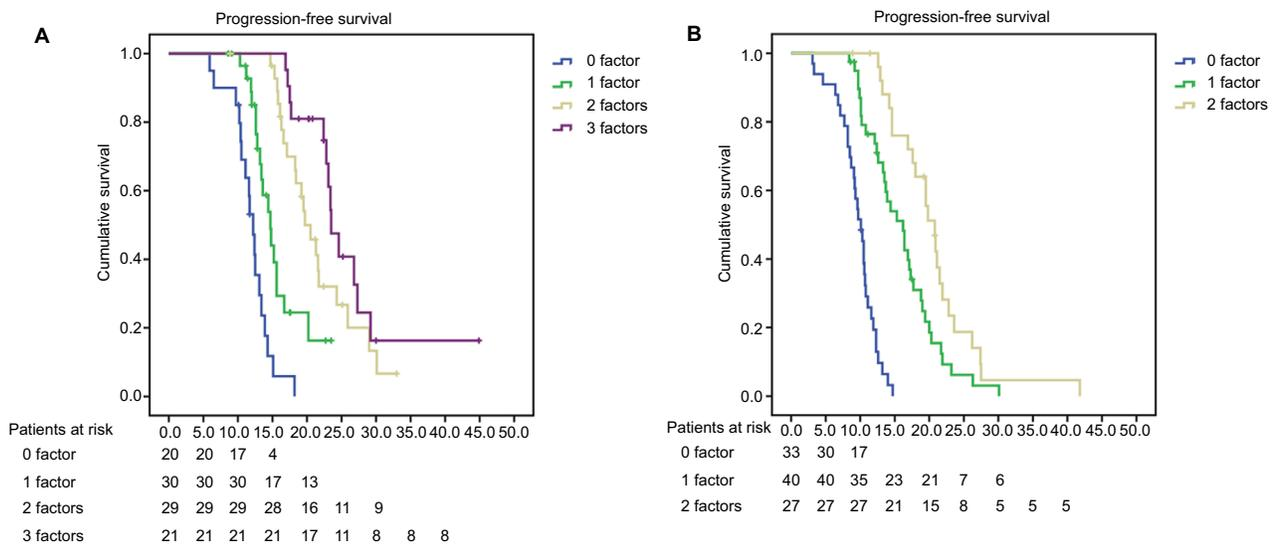 A
Progression-free survival
Cumulative survival
1.0
0.8
0.6
0.4
0.2
0.0
0.0 5.0 10.0 15.0 20.0 25.0 30.0 35.0 40.0 45.0 50.0
0 factor
1 factor
2 factors
3 factors
Patients at risk
0 factor 20 20 17 4
1 factor 30 30 30 17 13
2 factors 29 29 29 28 16 11 9
3 factors 21 21 21 21 17 11 8 8 8
B
Progression-free survival
Cumulative survival
1.0
0.8
0.6
0.4
0.2
0.0
0.0 5.0 10.0 15.0 20.0 25.0 30.0 35.0 40.0 45.0 50.0
0 factor
1 factor
2 factors
Patients at risk
0 factor 33 30 17
1 factor 40 40 35 23 21 7 6
2 factors 27 27 27 21 15 8 5 5 5